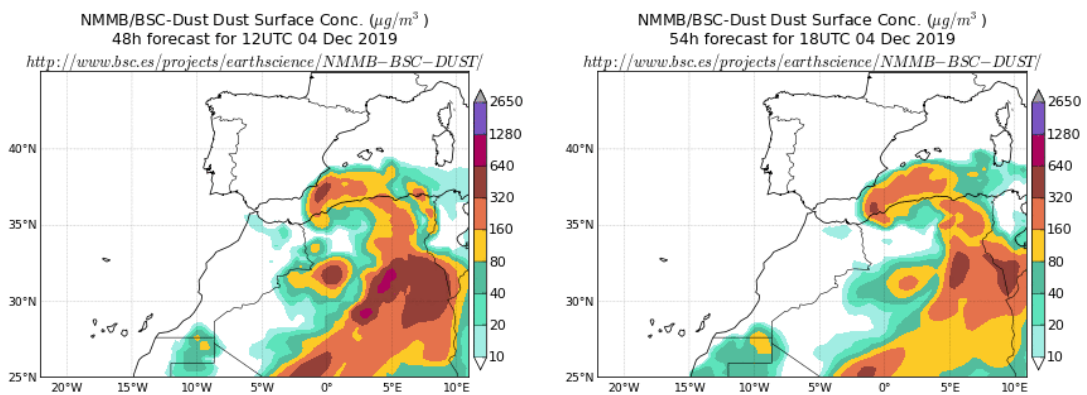 NMMB/BSC-Dust Dust Surface Conc. (μg/m³ )
48h forecast for 12UTC 04 Dec 2019
http://www.bsc.es/projects/earthscience/NMMB−BSC−DUST/
40°N
35°N
30°N
25°N
20°W
15°W
10°W
5°W
0°
5°E
10°E
2650
1280
640
320
160
80
40
20
10
NMMB/BSC-Dust Dust Surface Conc. (μg/m³ )
54h forecast for 18UTC 04 Dec 2019
http://www.bsc.es/projects/earthscience/NMMB−BSC−DUST/
40°N
35°N
30°N
25°N
20°W
15°W
10°W
5°W
0°
5°E
10°E
2650
1280
640
320
160
80
40
20
10